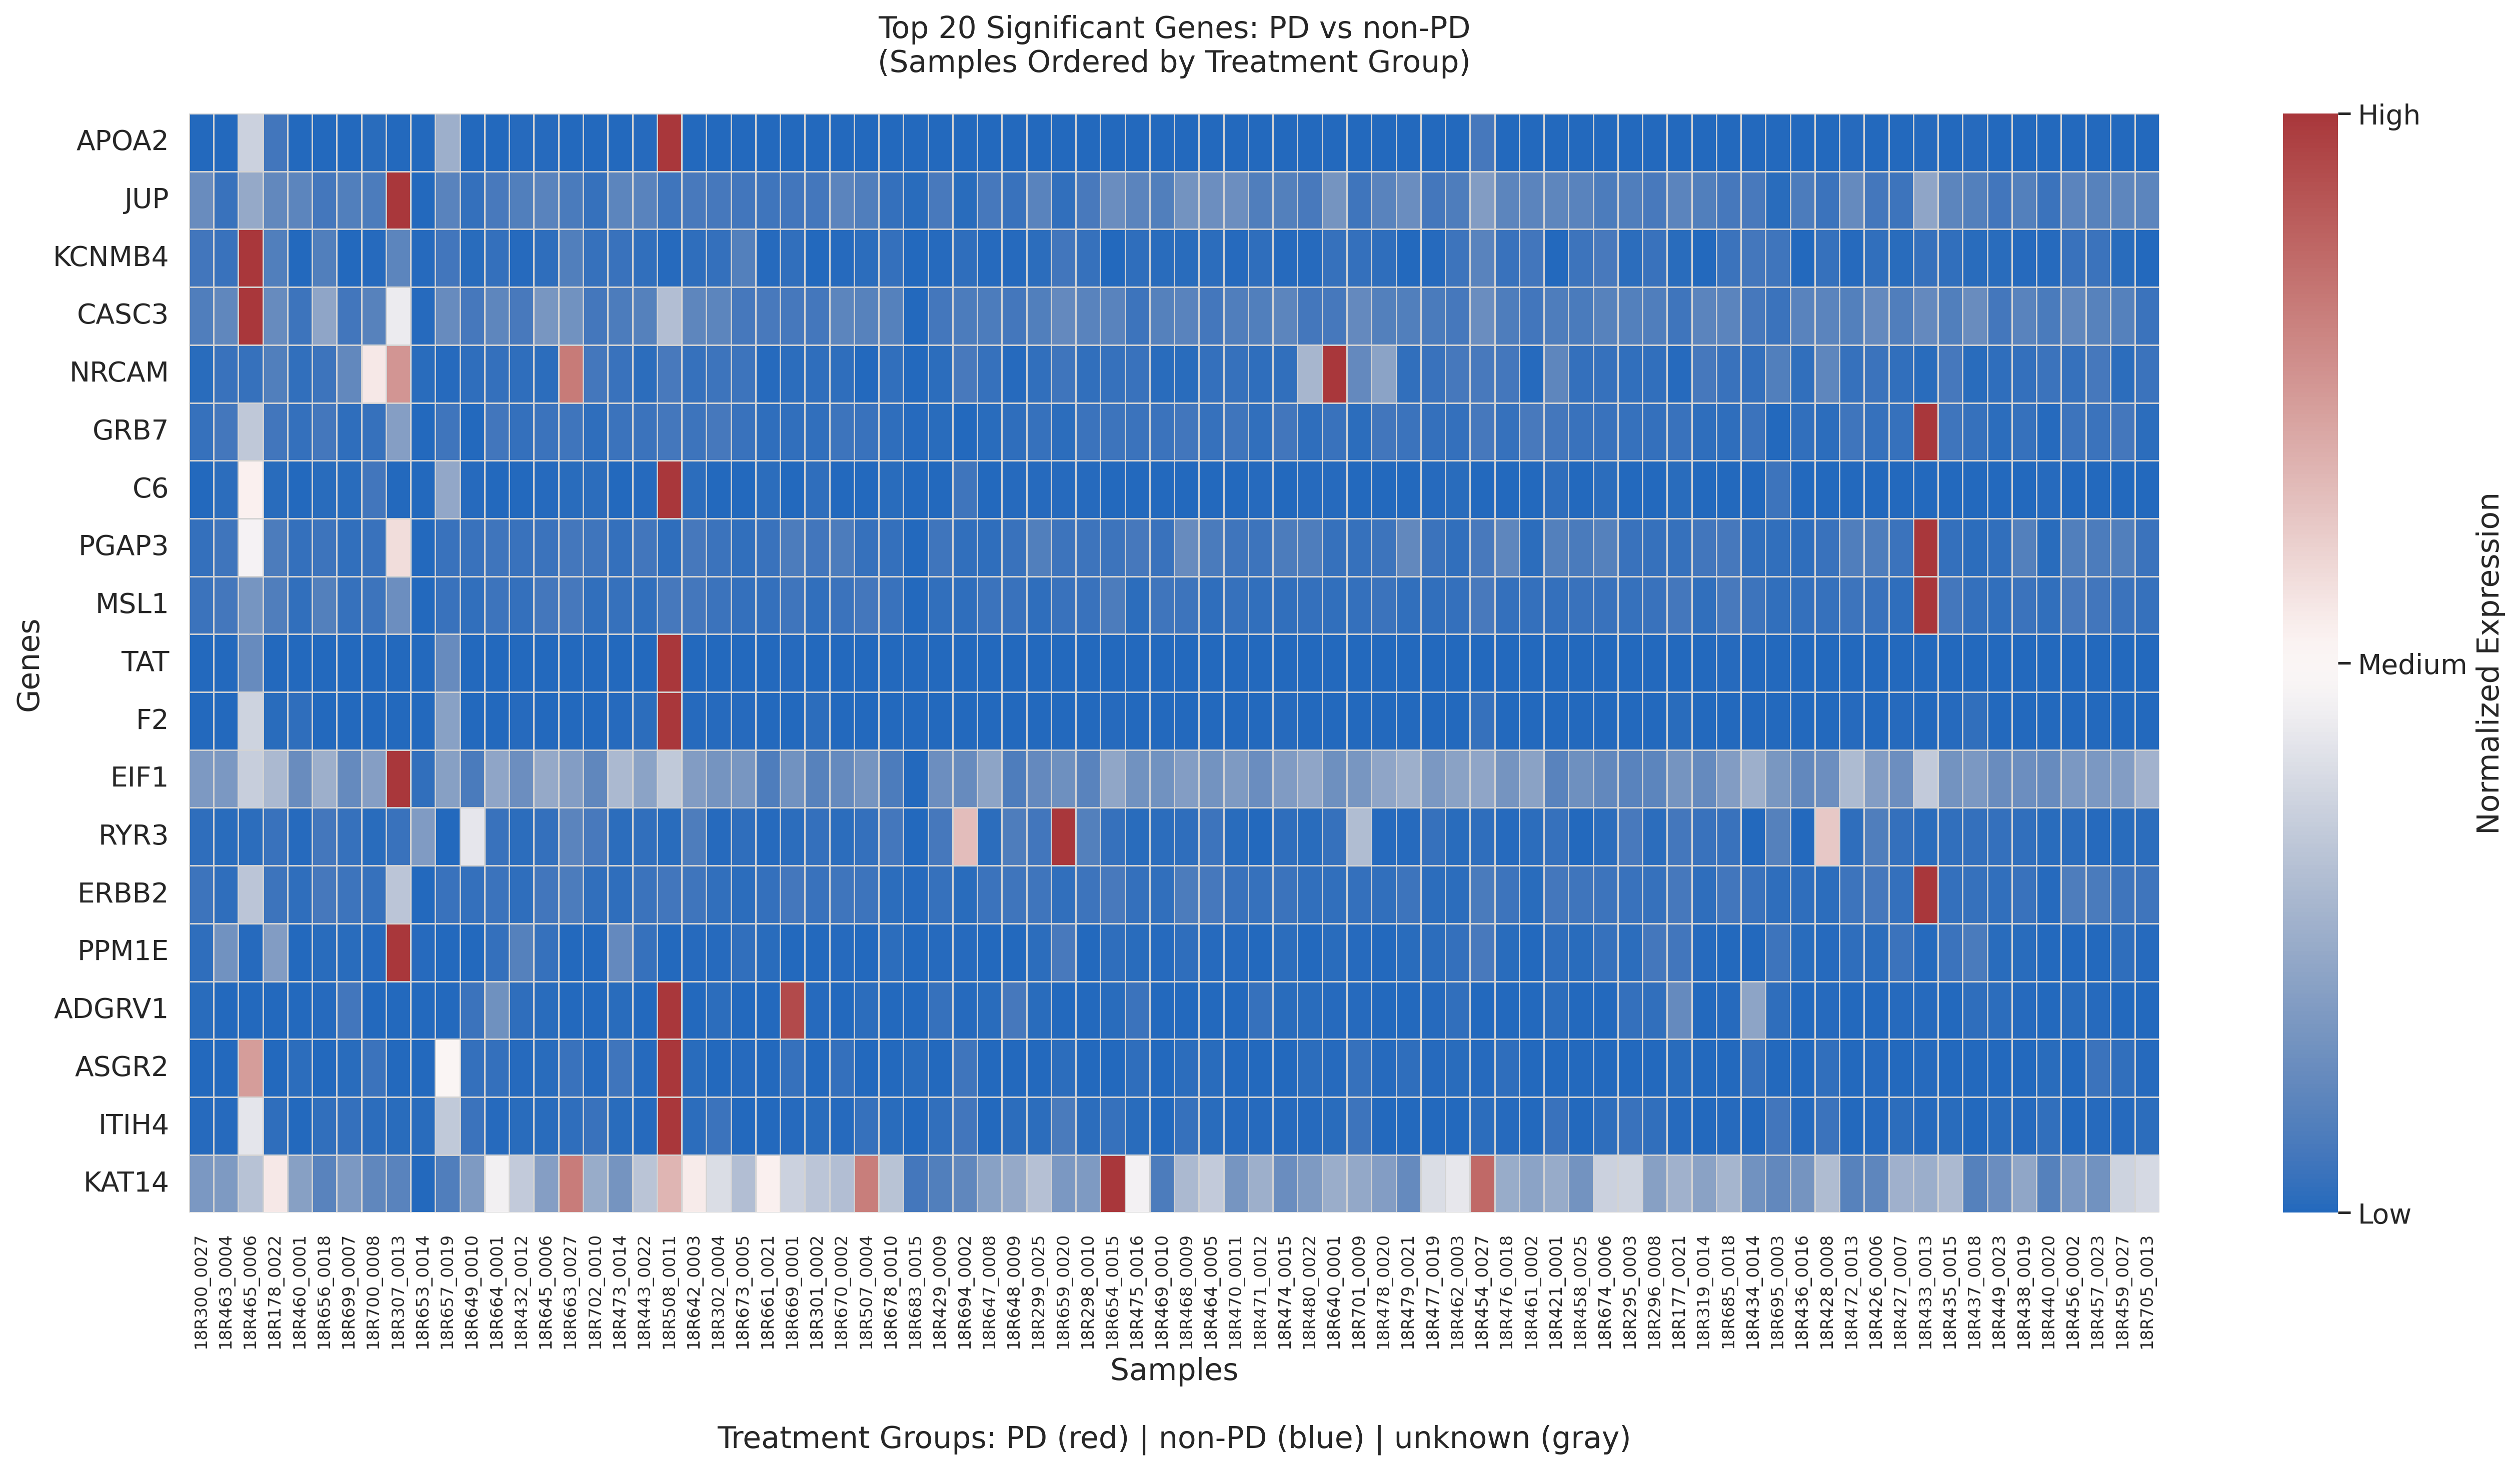 Top 20 Significant Genes: PD vs non-PD
(Samples Ordered by Treatment Group)
Genes
APOA2
JUP
KCNMB4
CASC3
NRCAM
GRB7
C6
PGAP3
MSL1
TAT
F2
EIF1
RYR3
ERBB2
PPM1E
ADGRV1
ASGR2
ITIH4
KAT14
18R300_0027
18R463_0004
18R465_0006
18R178_0022
18R460_0001
18R656_0018
18R699_0007
18R700_0008
18R307_0013
18R653_0014
18R657_0019
18R649_0010
18R664_0001
18R432_0012
18R645_0006
18R663_0027
18R702_0010
18R473_0014
18R443_0022
18R508_0011
18R642_0003
18R302_0004
18R673_0005
18R661_0021
18R669_0001
18R301_0002
18R670_0002
18R507_0004
18R678_0010
18R683_0015
18R429_0009
18R694_0002
18R647_0008
18R648_0009
18R299_0025
18R659_0020
18R298_0010
18R654_0015
18R475_0016
18R469_0010
18R468_0009
18R464_0005
18R470_0011
18R471_0012
18R474_0015
18R480_0022
18R640_0001
18R701_0009
18R478_0020
18R479_0021
18R477_0019
18R462_0003
18R454_0027
18R476_0018
18R461_0002
18R421_0001
18R458_0025
18R674_0006
18R295_0003
18R296_0008
18R177_0021
18R319_0014
18R685_0018
18R434_0014
18R695_0003
18R436_0016
18R428_0008
18R472_0013
18R426_0006
18R427_0007
18R433_0013
18R435_0015
18R437_0018
18R449_0023
18R438_0019
18R440_0020
18R456_0002
18R457_0023
18R459_0027
18R705_0013
Samples
Treatment Groups: PD (red) | non-PD (blue) | unknown (gray)
High
Medium
Low
Normalized Expression